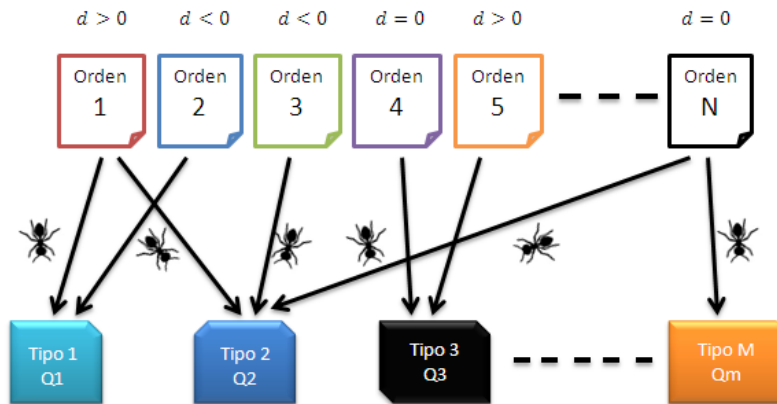 d > 0 d < 0 d < 0 d = 0 d > 0 d = 0
Orden Orden Orden Orden Orden Orden
1 2 3 4 5 N
Tipo 1 Tipo 2 Tipo 3 Tipo M
Q1 Q2 Q3 Qm